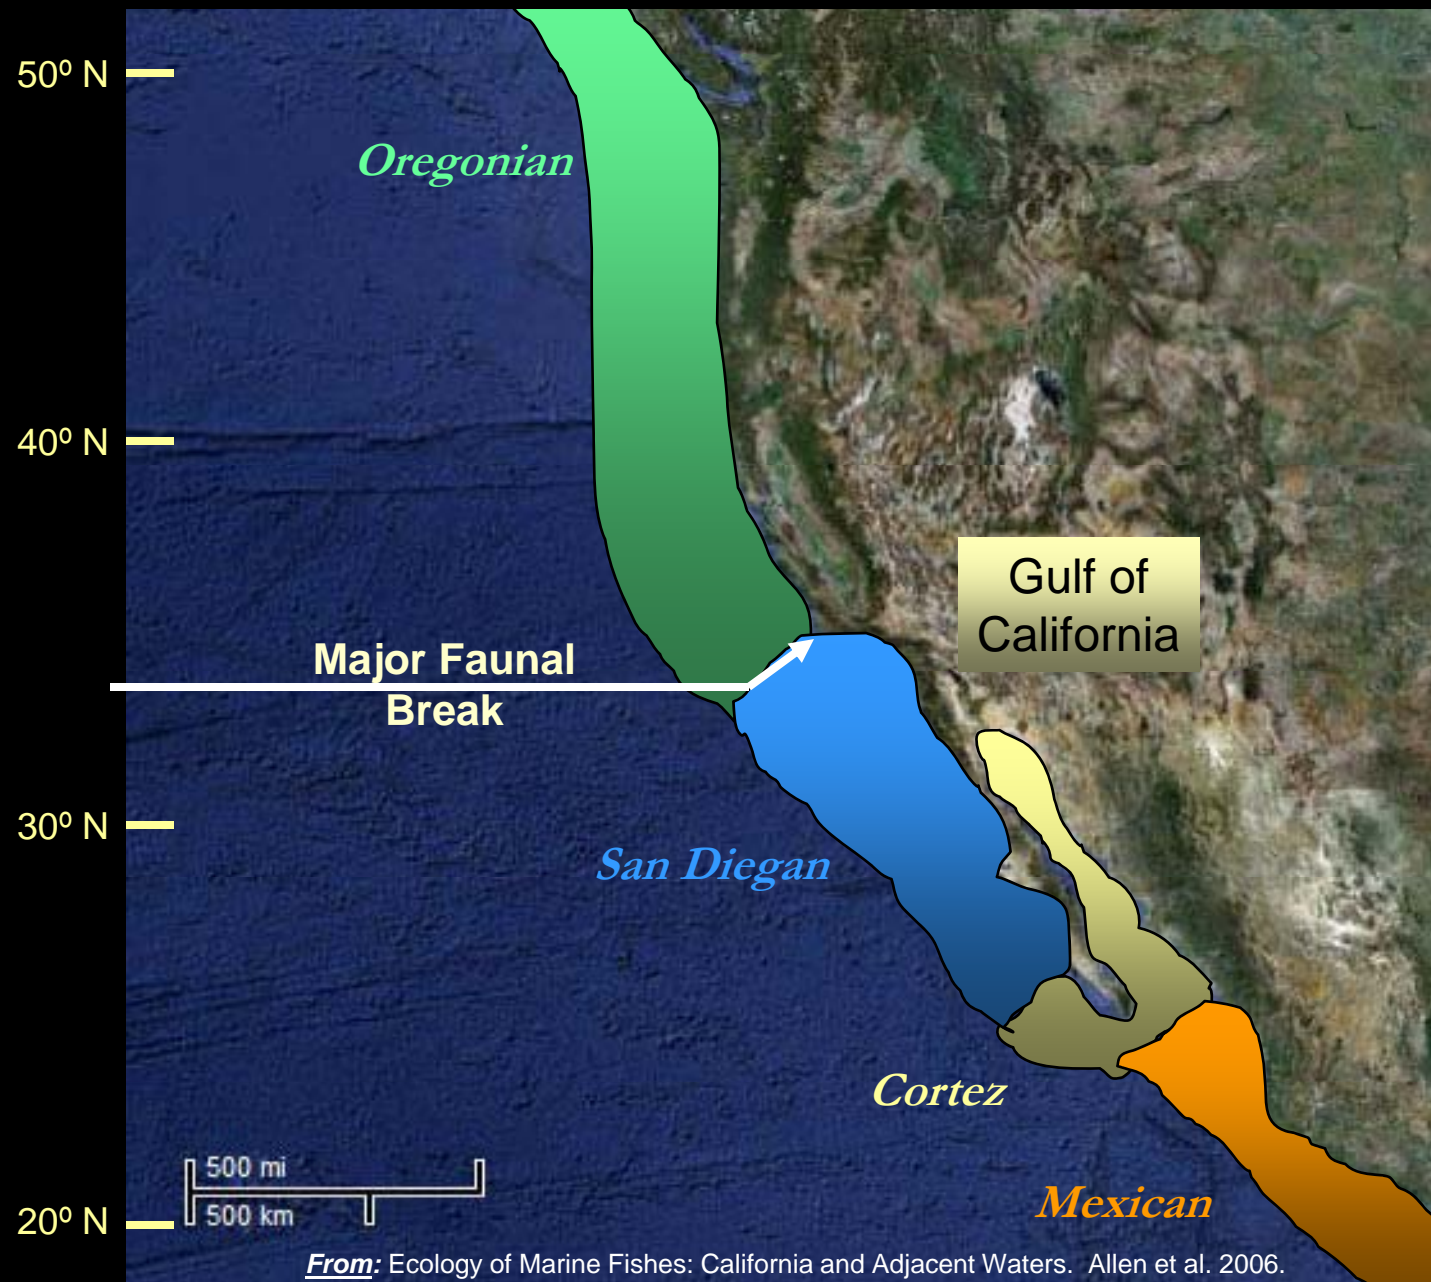 50º N
Oregonian
40º N
Gulf of
California
Major Faunal
Break
30º N
San Diegan
Cortez
500 mi
500 km
Mexican
20º N
From: Ecology of Marine Fishes: California and Adjacent Waters.  Allen et al. 2006.